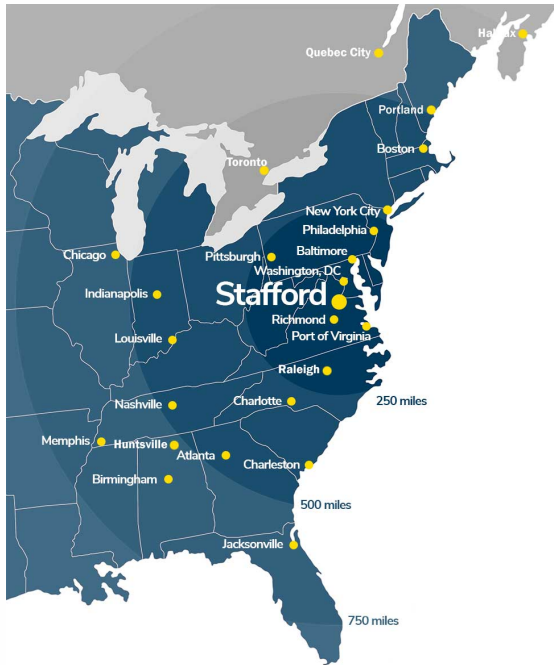 Halifax
Quebec City
Portland
Boston
Toronto
New York City
Philadelphia
Baltimore
Chicago
Pittsburgh
Washington, DC
Indianapolis
Stafford
Richmond
Port of Virginia
Louisville
Raleigh
250 miles
Nashville
Charlotte
Memphis
Huntsville
Atlanta
Charleston
Birmingham
500 miles
Jacksonville
750 miles